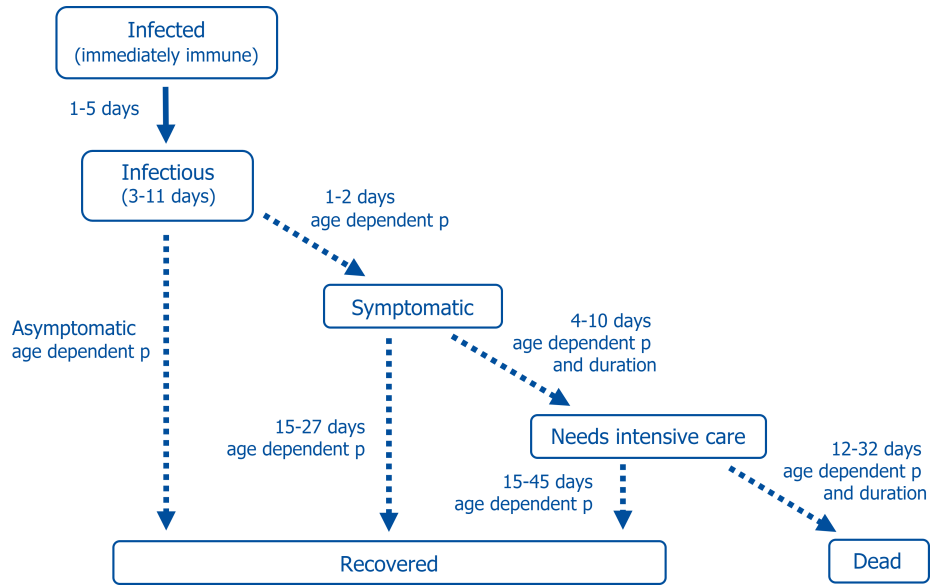 Infected
(immediately immune)
1-5 days
Infectious
(3-11 days)
1-2 days
age dependent p
Symptomatic
Asymptomatic
age dependent p
4-10 days
age dependent p
and duration
15-27 days
age dependent p
Needs intensive care
15-45 days
age dependent p
12-32 days
age dependent p
and duration
Recovered
Dead